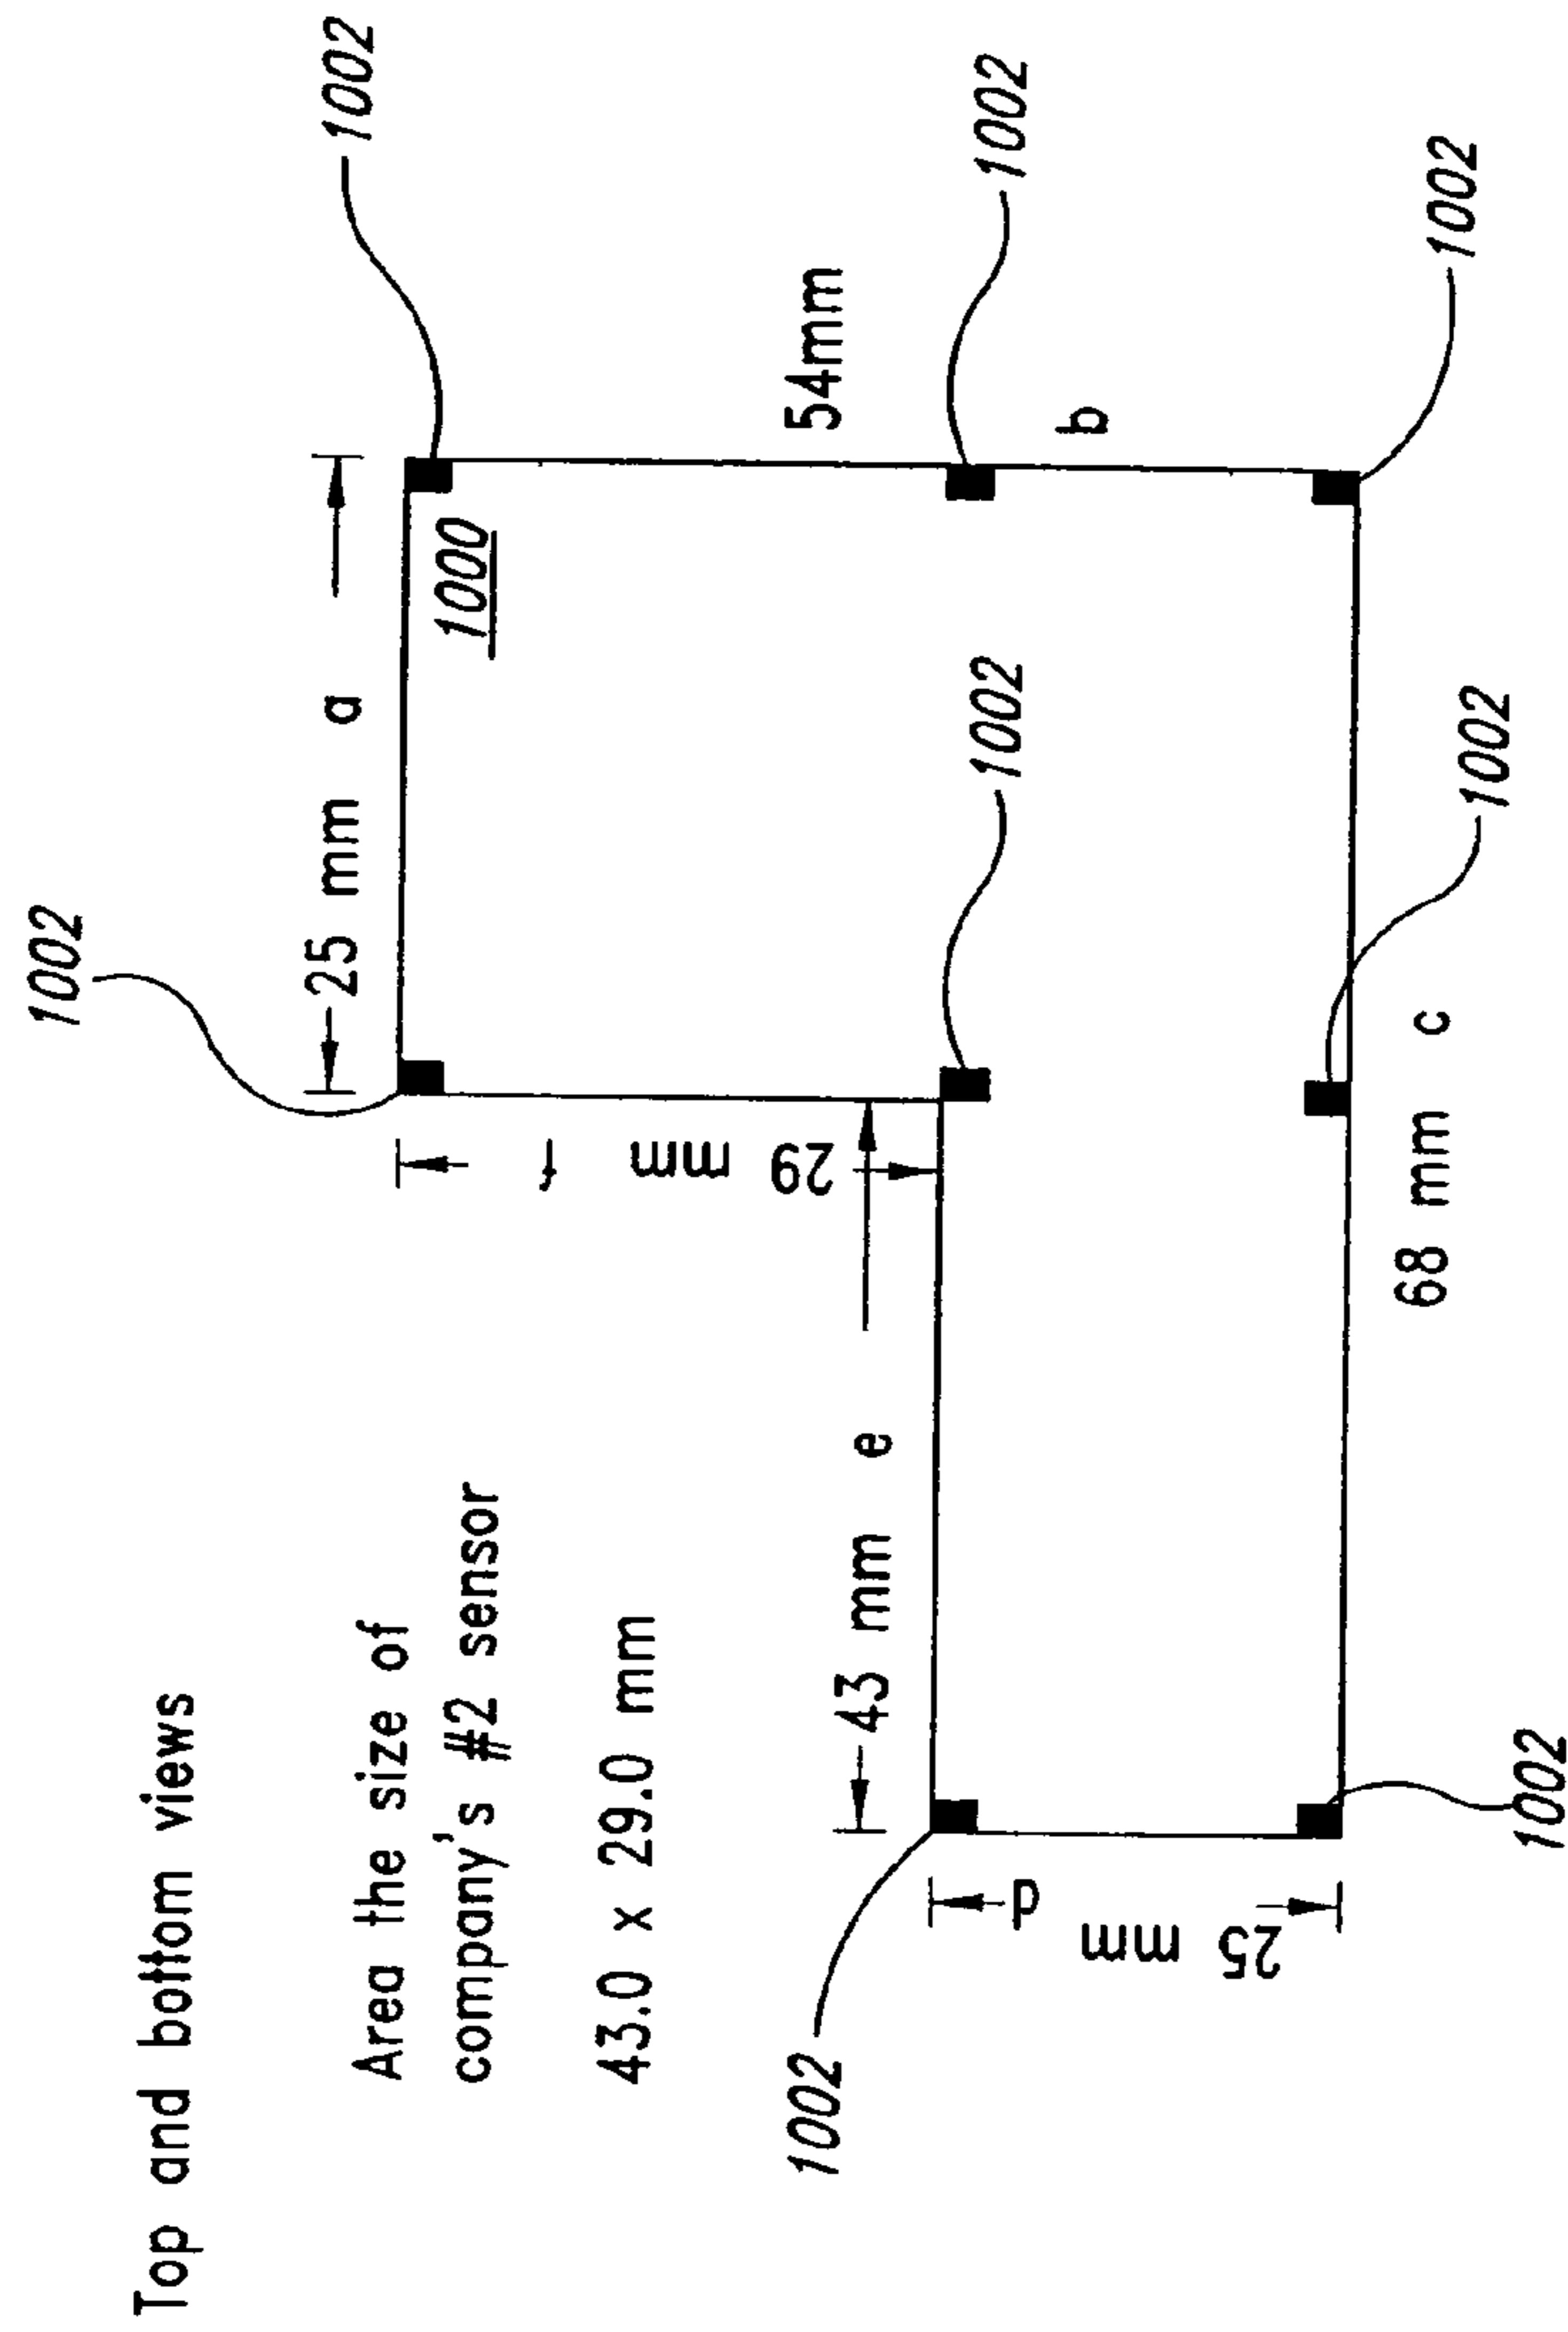 Top and bottom views
Area the size of
company's #2 sensor
43.0 x 29.0 mm
1002
25 mm a
1002
1000
29 mm f
54mm
b
1002
1002
43 mm e
1002
25 mm d
68 mm c
1002
1002
1002